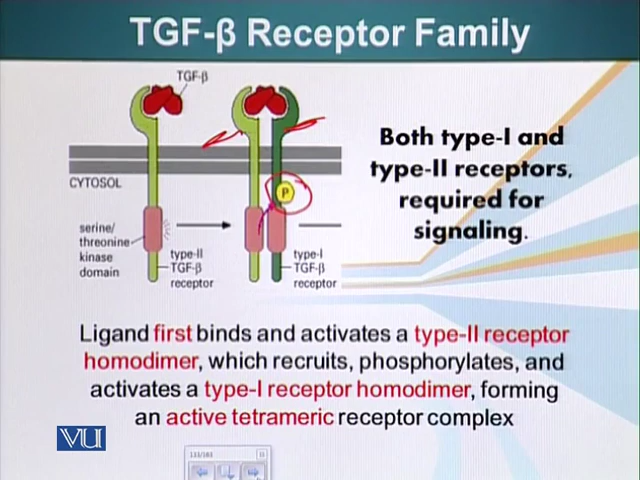 TGF-β Receptor Family
TGF-β
CYTOSOL
P
serine/
threonine
kinase
domain
type-II
TGF-β
receptor
type-I
TGF-β
receptor
Both type-I and
type-II receptors,
required for
signaling.
Ligand first binds and activates a type-II receptor
homodimer, which recruits, phosphorylates, and
activates a type-I receptor homodimer, forming
an active tetrameric receptor complex
VU
133/163